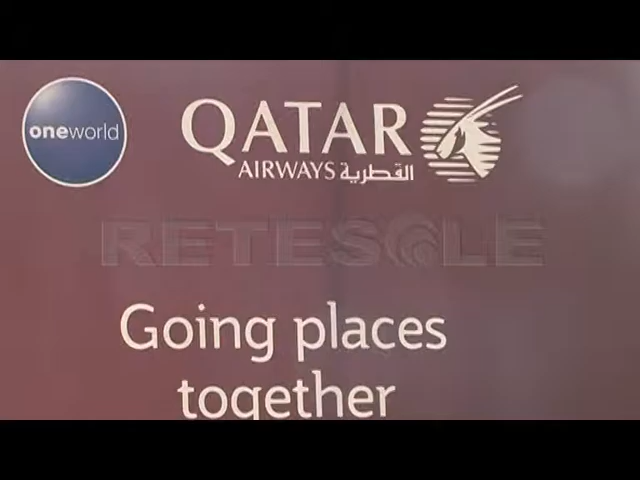 oneworld
QATAR
AIRWAYS القطرية
RETESOLE
Going places
together